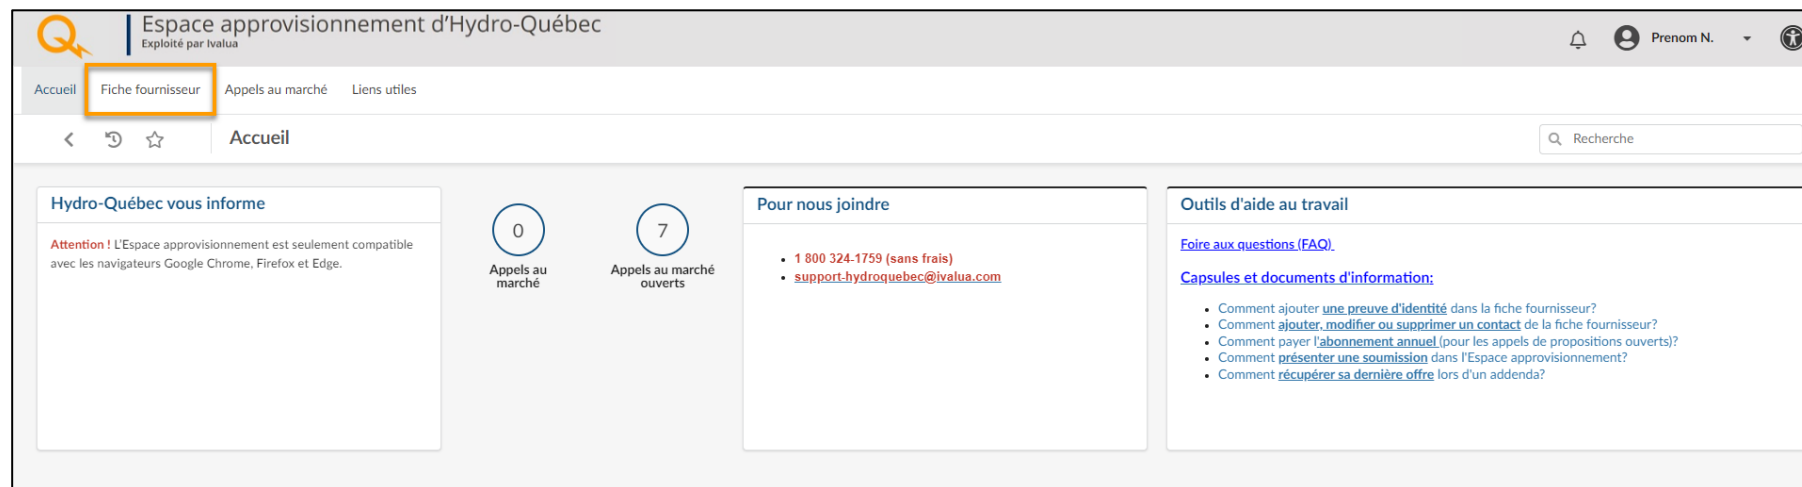 Espace approvisionnement d'Hydro-Québec
Exploité par Ivalua
Prenom N.
Accueil
Fiche fournisseur
Appels au marché
Liens utiles
Accueil
Recherche
Hydro-Québec vous informe
Attention ! L'Espace approvisionnement est seulement compatible
avec les navigateurs Google Chrome, Firefox et Edge.
0
Appels au
marché
7
Appels au marché
ouverts
Pour nous joindre
1 800 324-1759 (sans frais)
support-hydroquebec@ivalua.com
Outils d'aide au travail
Foire aux questions (FAQ)
Capsules et documents d'information:
Comment ajouter une preuve d'identité dans la fiche fournisseur?
Comment ajouter, modifier ou supprimer un contact de la fiche fournisseur?
Comment payer l'abonnement annuel (pour les appels de propositions ouverts)?
Comment présenter une soumission dans l'Espace approvisionnement?
Comment récupérer sa dernière offre lors d'un addenda?